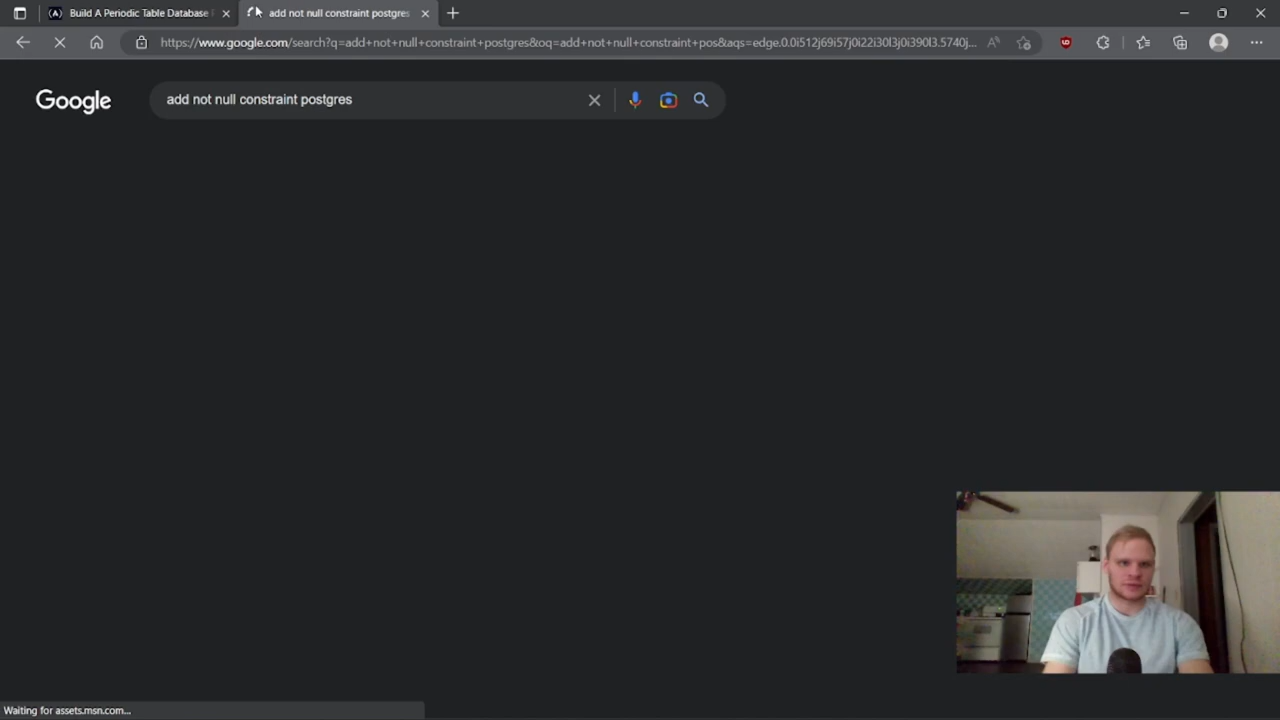 Build A Periodic Table Database
add not null constraint postgres
https://www.google.com/search?q=add+not+null+constraint+postgres&oq=add+not+null+constraint+pos&aqs=edge.0.0i512j69i57j0i22i30l3j0i390l3.5740j...
Google
add not null constraint postgres
Waiting for assets.msn.com...